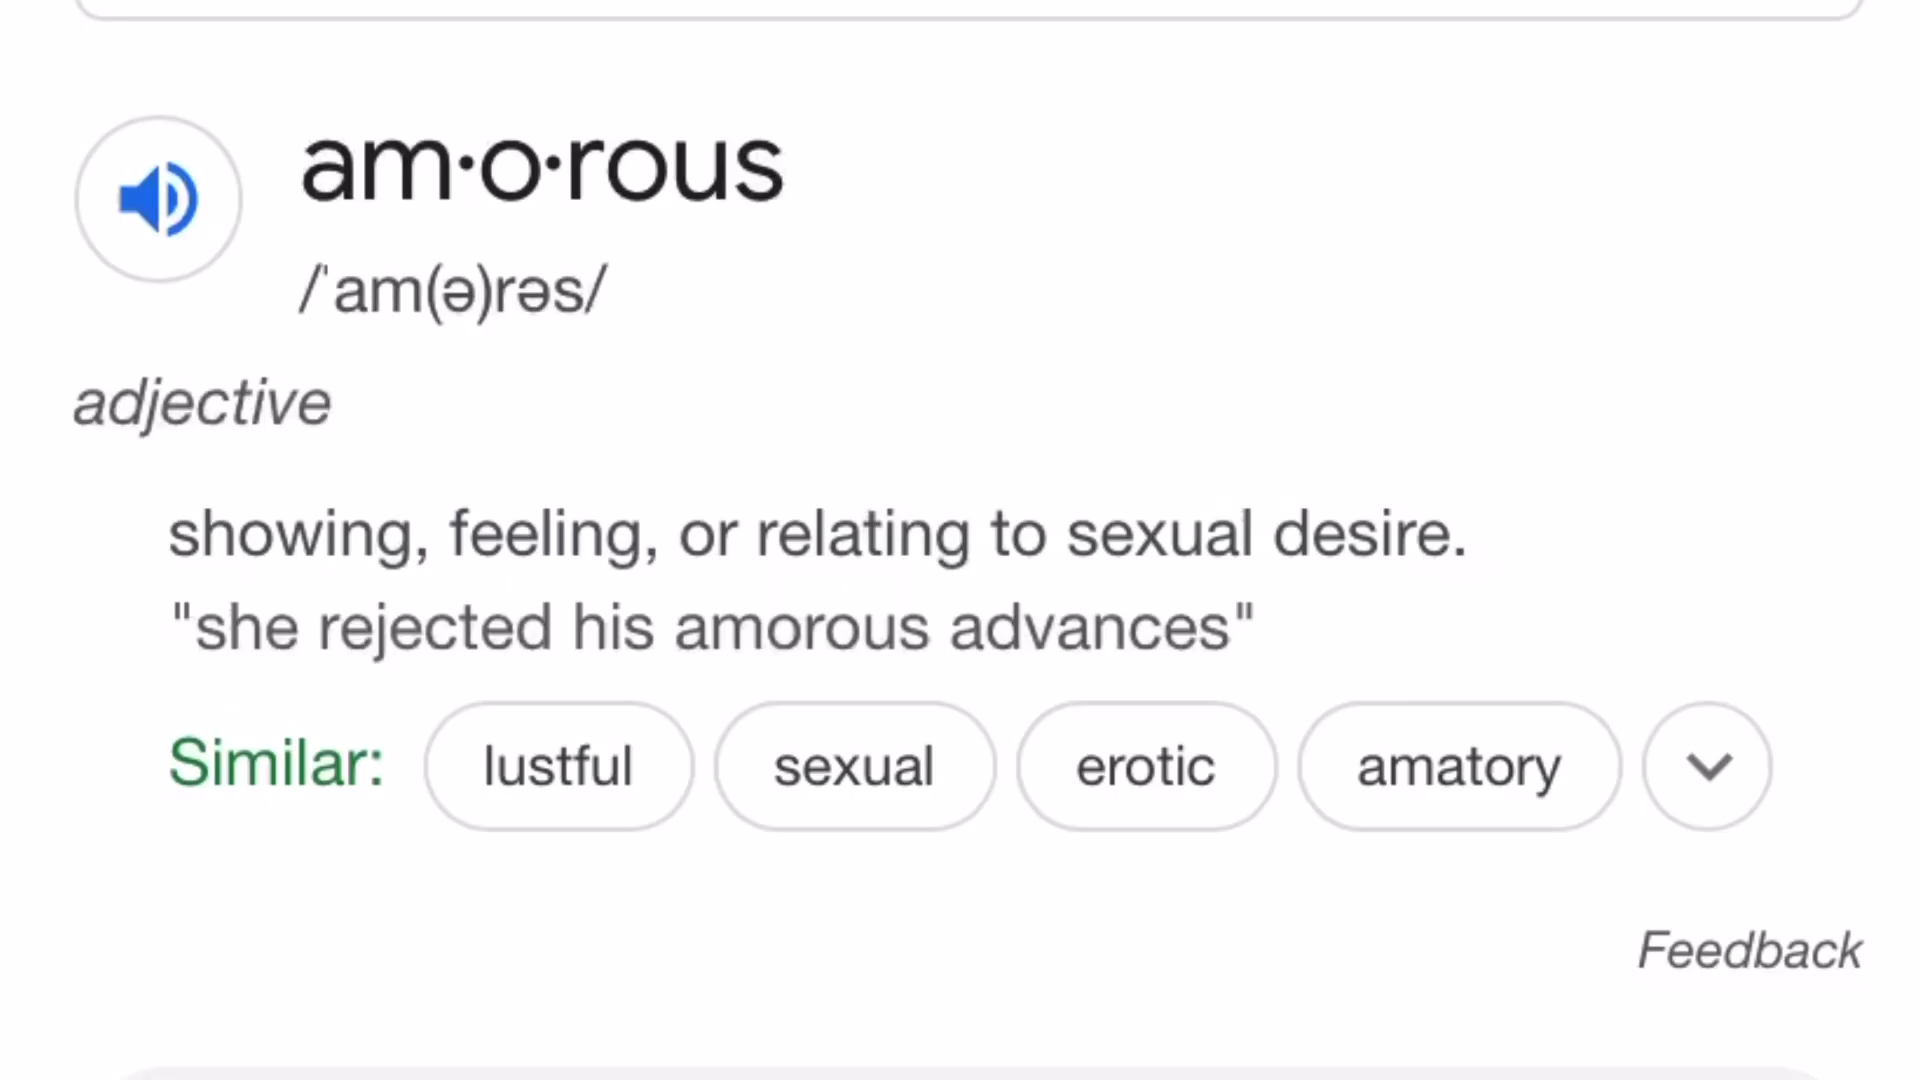 am·o·rous
/ˈam(ə)rəs/
adjective
showing, feeling, or relating to sexual desire.
"she rejected his amorous advances"
Similar: lustful sexual erotic amatory
Feedback